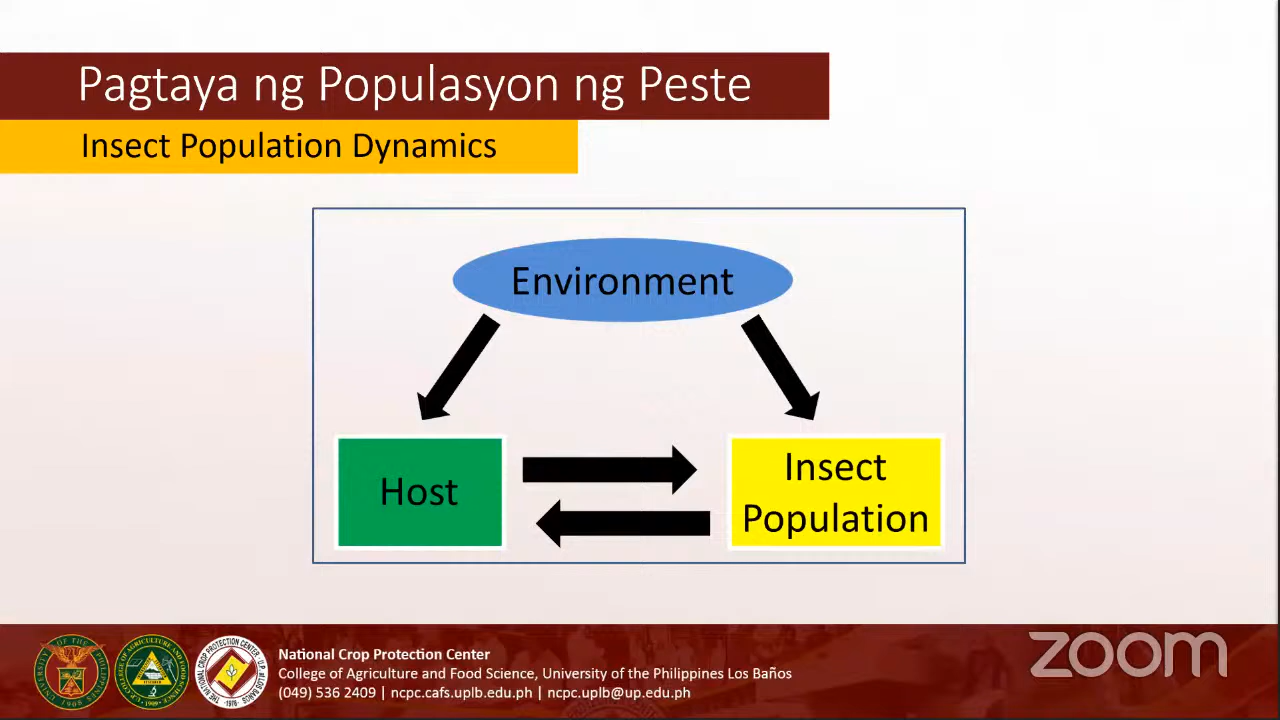 Pagtaya ng Populasyon ng Peste
Insect Population Dynamics
Environment
Host
Insect
Population
National Crop Protection Center
College of Agriculture and Food Science, University of the Philippines Los Baños
(049) 536 2409 | ncpc.cafs.uplb.edu.ph | ncpc.uplb@up.edu.ph
zoom